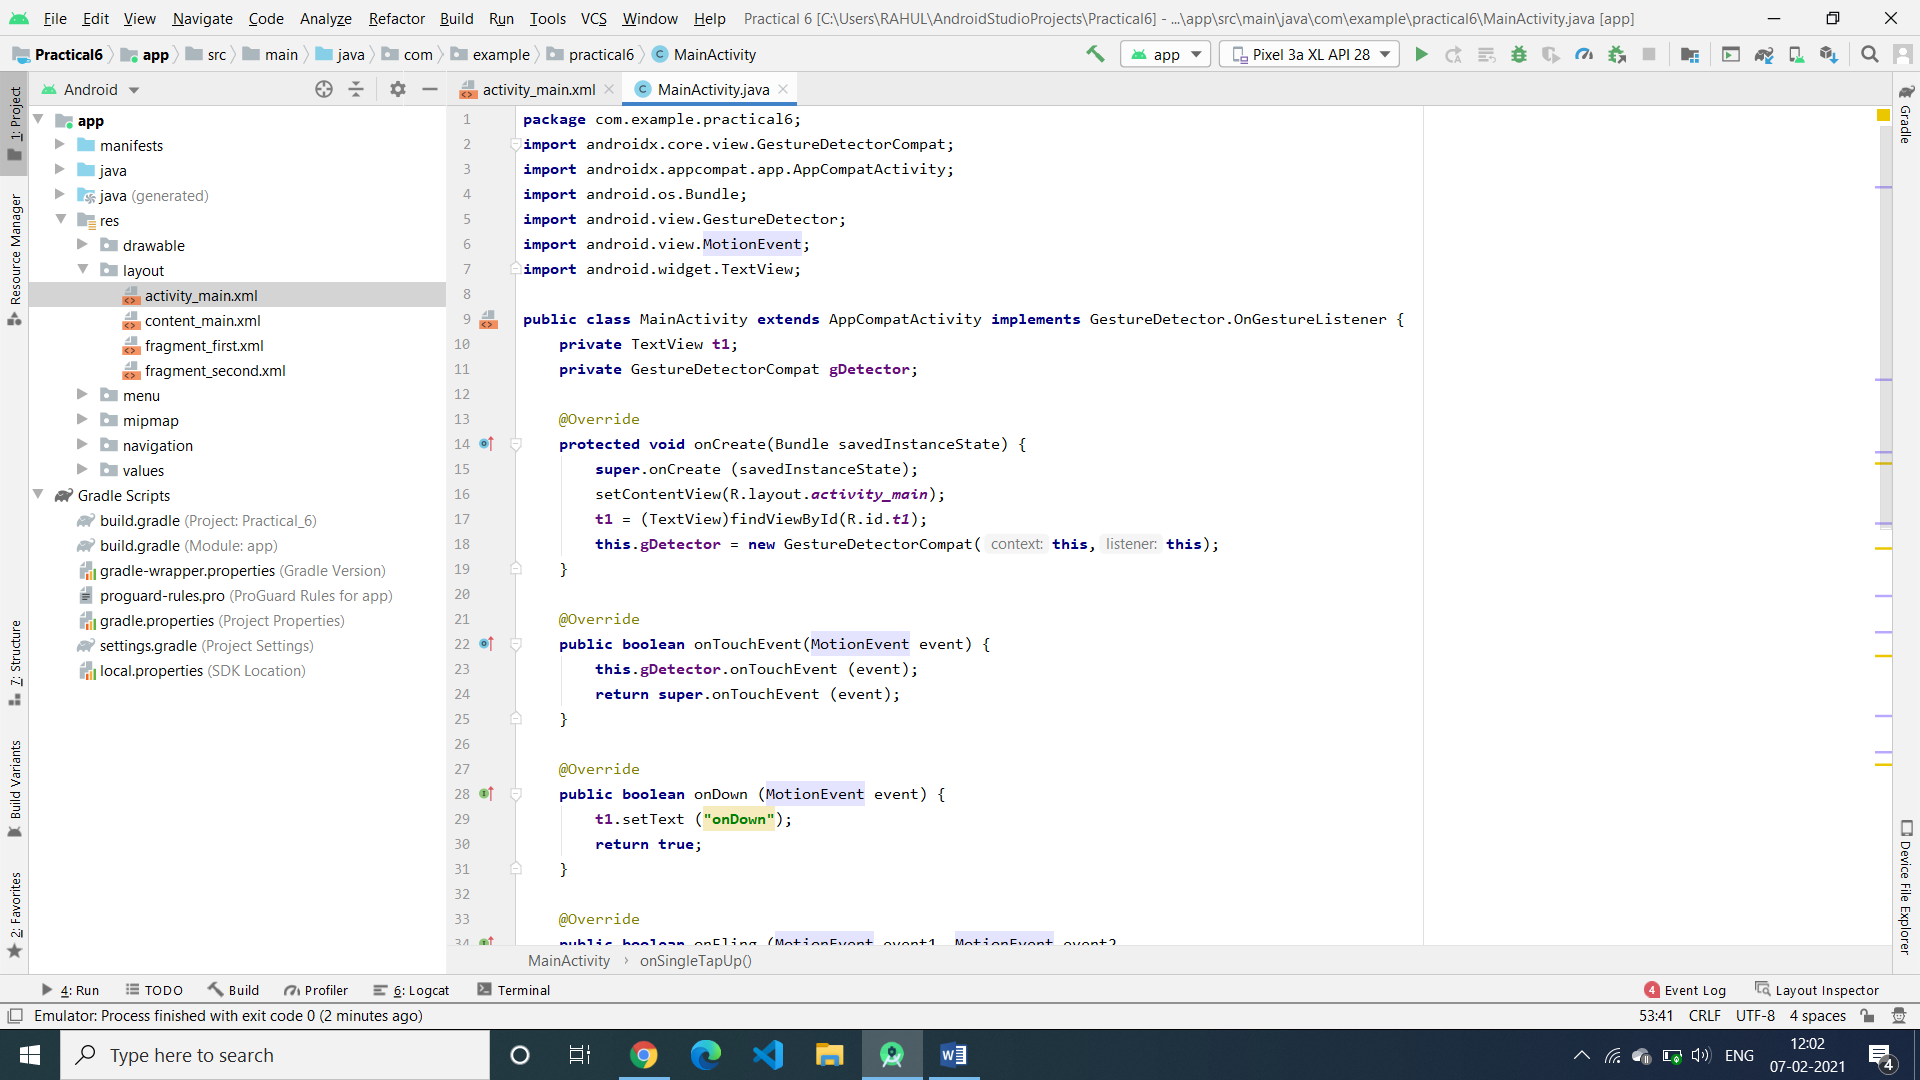 File Edit View Navigate Code Analyze Refactor Build Run Tools VCS Window Help Practical 6 [C:\Users\RAHUL\AndroidStudioProjects\Practical6] - ...\app\src\main\java\com\example\practical6\MainActivity.java [app]
Practical6 app src main java com example practical6 MainActivity app Pixel 3a XL API 28
Android
activity_main.xml MainActivity.java
1: Project
Resource Manager
7: Structure
Build Variants
2: Favorites
app
manifests
java
java (generated)
res
drawable
layout
activity_main.xml
content_main.xml
fragment_first.xml
fragment_second.xml
menu
mipmap
navigation
values
Gradle Scripts
build.gradle (Project: Practical_6)
build.gradle (Module: app)
gradle-wrapper.properties (Gradle Version)
proguard-rules.pro (ProGuard Rules for app)
gradle.properties (Project Properties)
settings.gradle (Project Settings)
local.properties (SDK Location)
1 package com.example.practical6;
2 import androidx.core.view.GestureDetectorCompat;
3 import androidx.appcompat.app.AppCompatActivity;
4 import android.os.Bundle;
5 import android.view.GestureDetector;
6 import android.view.MotionEvent;
7 import android.widget.TextView;
8
9 public class MainActivity extends AppCompatActivity implements GestureDetector.OnGestureListener {
10 private TextView t1;
11 private GestureDetectorCompat gDetector;
12
13 @Override
14 protected void onCreate(Bundle savedInstanceState) {
15 super.onCreate (savedInstanceState);
16 setContentView(R.layout.activity_main);
17 t1 = (TextView)findViewById(R.id.t1);
18 this.gDetector = new GestureDetectorCompat( context: this, listener: this);
19 }
20
21 @Override
22 public boolean onTouchEvent(MotionEvent event) {
23 this.gDetector.onTouchEvent (event);
24 return super.onTouchEvent (event);
25 }
26
27 @Override
28 public boolean onDown (MotionEvent event) {
29 t1.setText ("onDown");
30 return true;
31 }
32
33 @Override
34 public boolean onFling (MotionEvent event1, MotionEvent event2,
MainActivity onSingleTapUp()
Gradle
Device File Explorer
4: Run TODO Build Profiler 6: Logcat Terminal 4 Event Log Layout Inspector
Emulator: Process finished with exit code 0 (2 minutes ago) 53:41 CRLF UTF-8 4 spaces
Type here to search ENG 12:02
07-02-2021 4